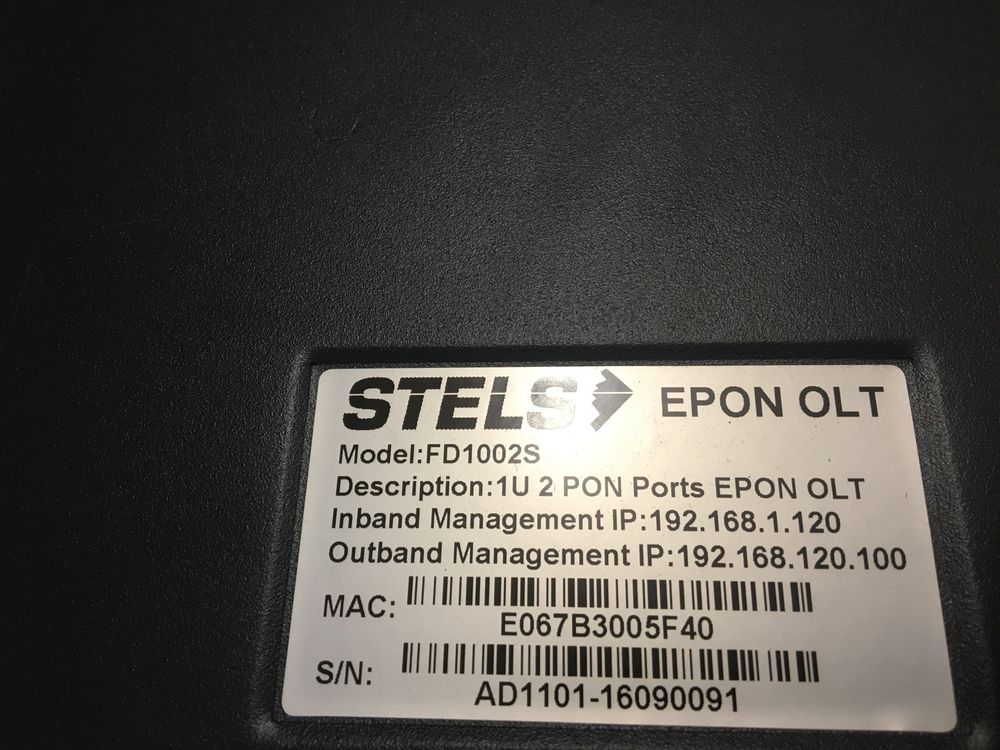 STELS EPON OLT
Model:FD1002S
Description:1U 2 PON Ports EPON OLT
Inband Management IP:192.168.1.120
Outband Management IP:192.168.120.100
MAC:
E067B3005F40
S/N:
AD1101-16090091